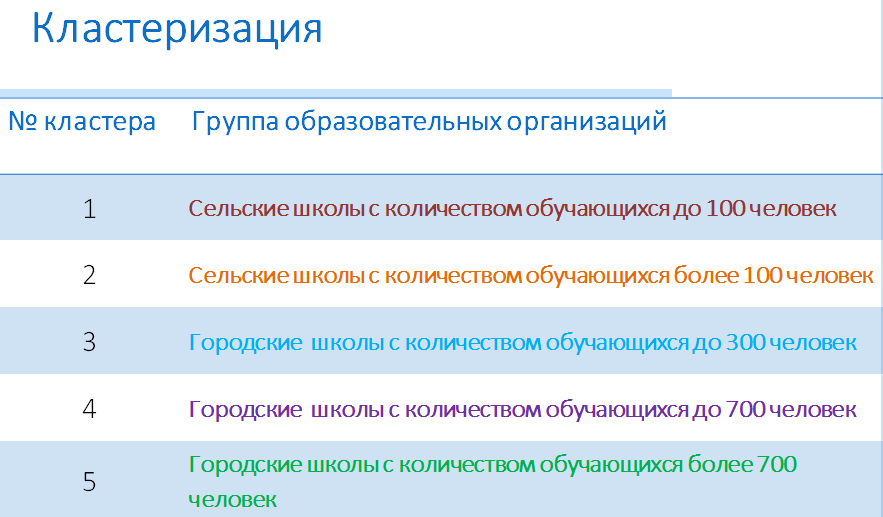 Кластеризация
№ кластера Группа образовательных организаций
1 Сельские школы с количеством обучающихся до 100 человек
2 Сельские школы с количеством обучающихся более 100 человек
3 Городские школы с количеством обучающихся до 300 человек
4 Городские школы с количеством обучающихся до 700 человек
5 Городские школы с количеством обучающихся более 700
человек